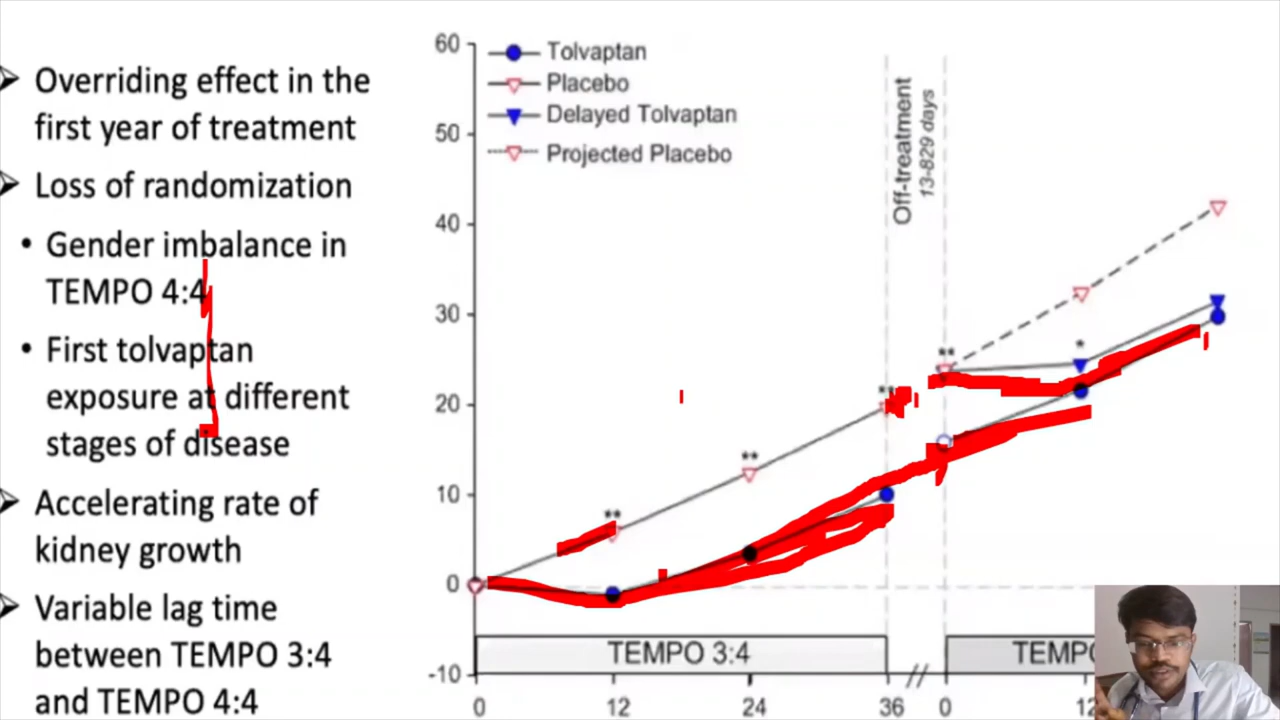 Overriding effect in the
first year of treatment
Loss of randomization
• Gender imbalance in
TEMPO 4:4
• First tolvaptan
exposure at different
stages of disease
Accelerating rate of
kidney growth
Variable lag time
between TEMPO 3:4
and TEMPO 4:4
60
50
40
30
20
10
0
-10
Tolvaptan
Placebo
Delayed Tolvaptan
Projected Placebo
Off-treatment
13-829 days
**
**
**
*
TEMPO 3:4
0
12
24
36
0
12